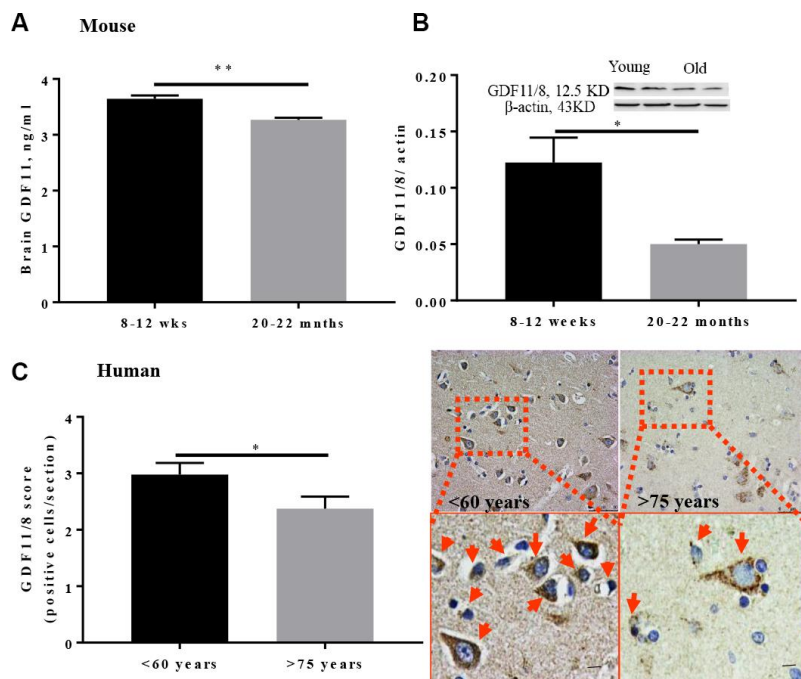 A Mouse
**
Brain GDF11, ng/ml
4
3
2
1
0
8-12 wks 20-22 mnths
B
Young Old
GDF11/8, 12.5 KD
β-actin, 43KD
*
GDF11/8/ actin
0.20
0.15
0.10
0.05
0.00
8-12 weeks 20-22 months
C Human
*
GDF11/8 score
(positive cells/section)
4
3
2
1
0
<60 years >75 years
<60 years >75 years